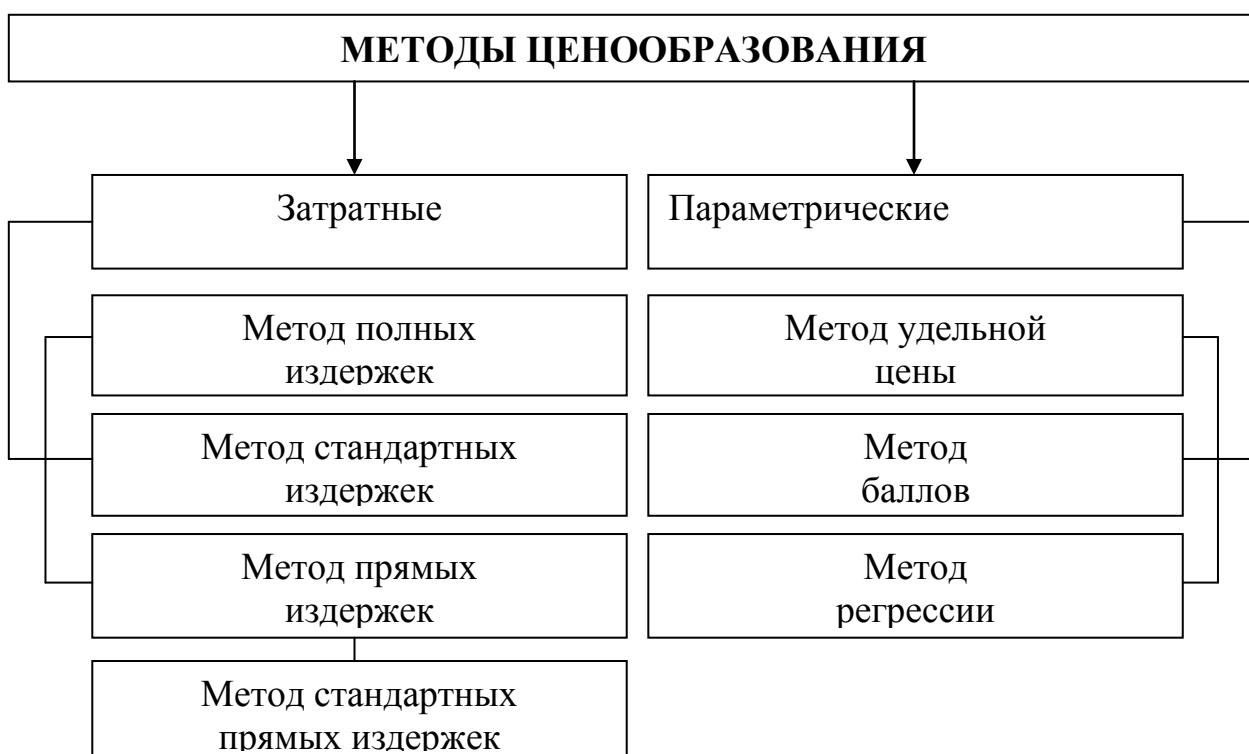 МЕТОДЫ ЦЕНООБРАЗОВАНИЯ
Затратные
Параметрические
Метод полных
издержек
Метод удельной
цены
Метод стандартных
издержек
Метод
баллов
Метод прямых
издержек
Метод
регрессии
Метод стандартных
прямых издержек